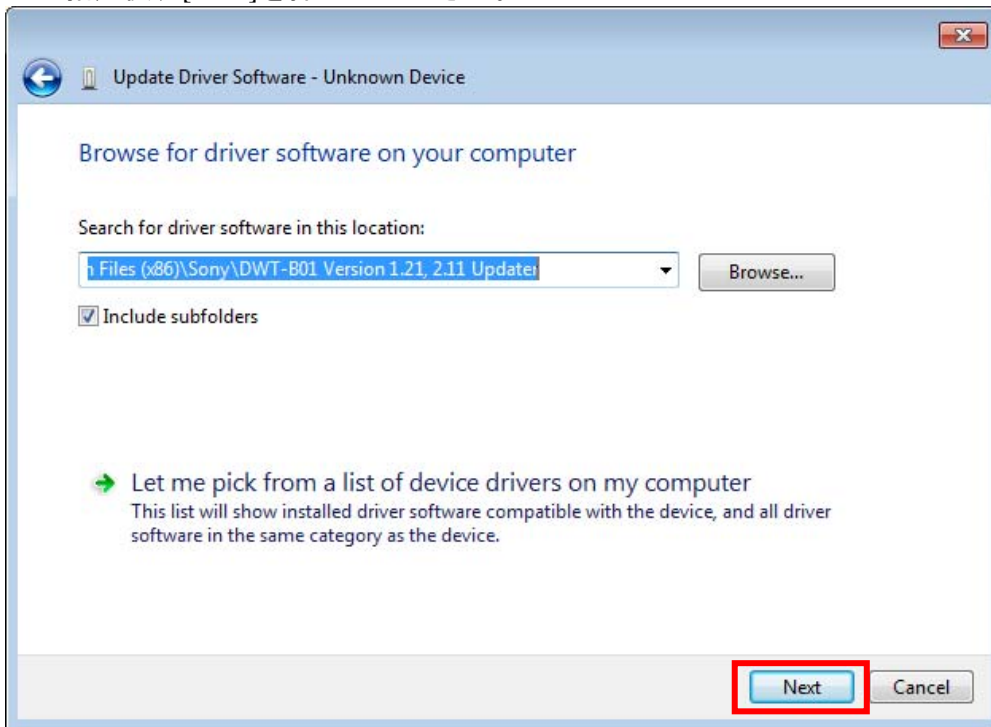 Update Driver Software - Unknown Device
Browse for driver software on your computer
Search for driver software in this location:
n Files (x86)\Sony\DWT-B01 Version 1.21, 2.11 Updater
Browse...
Include subfolders
Let me pick from a list of device drivers on my computer
This list will show installed driver software compatible with the device, and all driver
software in the same category as the device.
Next
Cancel